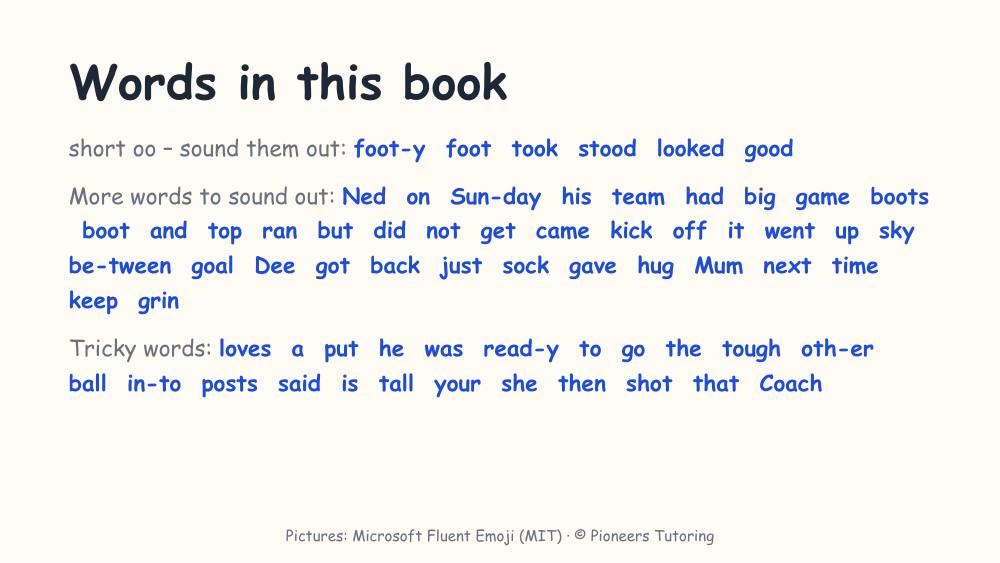 Words in this book
short oo – sound them out: foot-y foot took stood looked good
More words to sound out: Ned on Sun-day his team had big game boots
boot and top ran but did not get came kick off it went up sky
be-tween goal Dee got back just sock gave hug Mum next time
keep grin
Tricky words: loves a put he was read-y to go the tough oth-er
ball in-to posts said is tall your she then shot that Coach
Pictures: Microsoft Fluent Emoji (MIT) · © Pioneers Tutoring